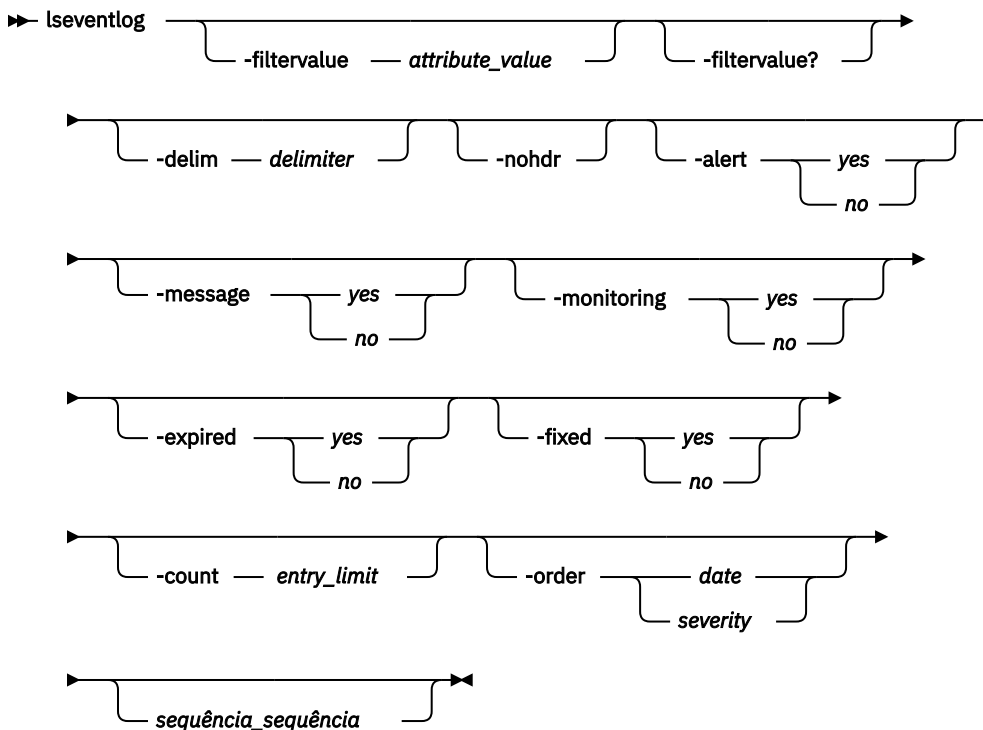 lseventlog
-filtervalue attribute_value -filtervalue?
-delim delimiter -nohdr -alert yes
no
-message yes -monitoring yes
no no
-expired yes -fixed yes
no no
-count entry_limit -order date
severity
sequência_sequência